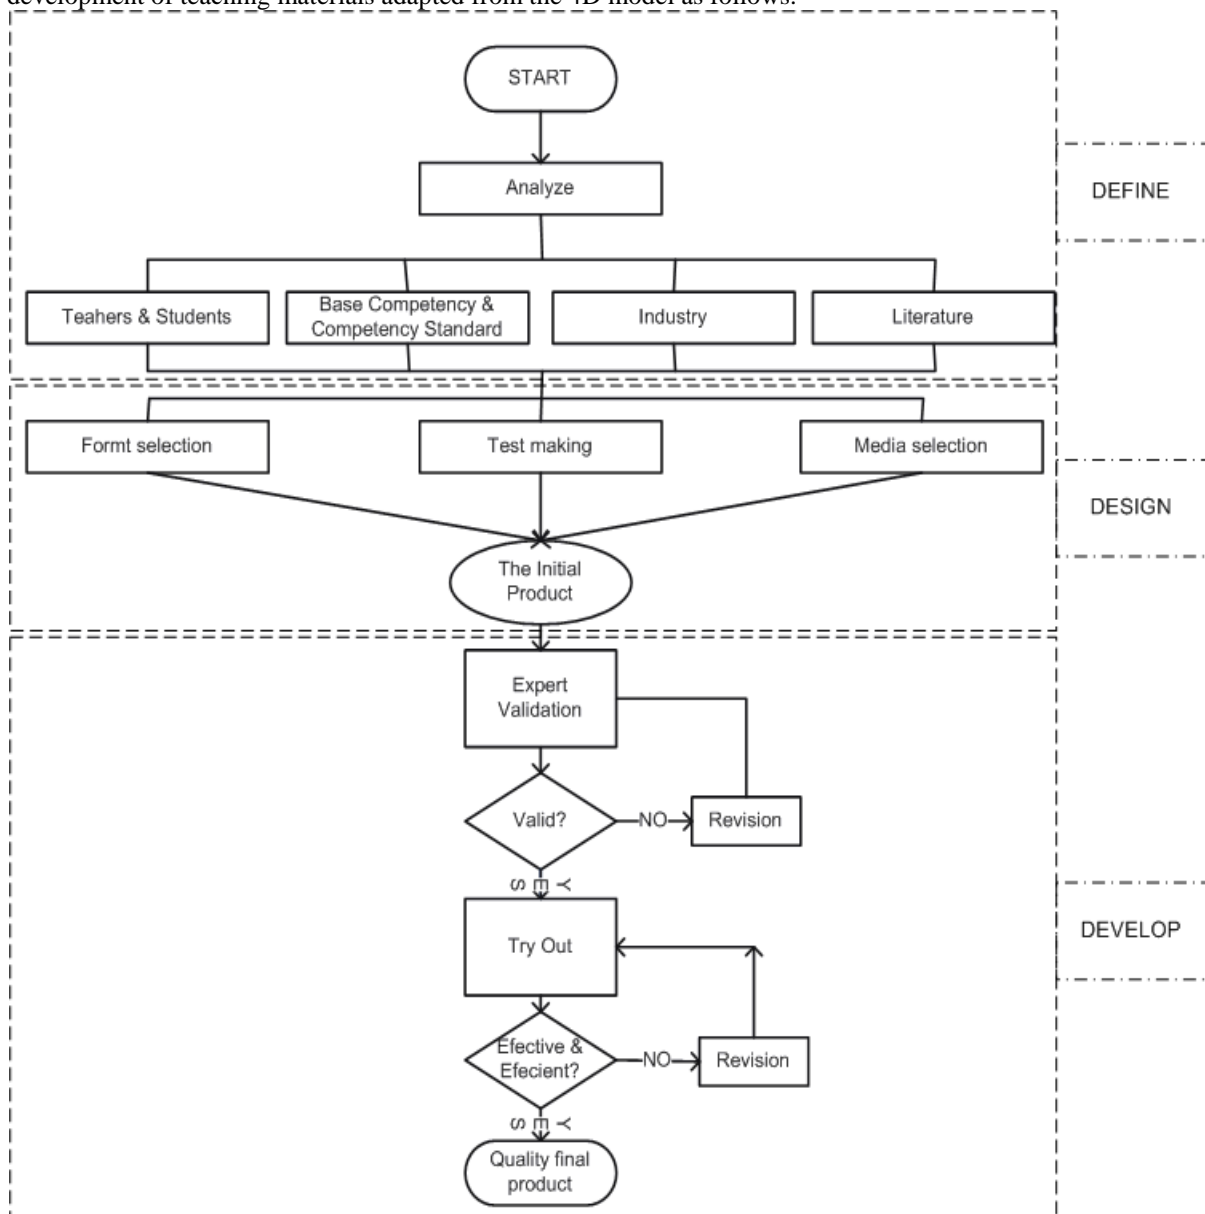 development of teaching materials adapted from the 4D model as follows:
START
Analyze
DEFINE
Teahers & Students
Base Competency &
Competency Standard
Industry
Literature
Formt selection
Test making
Media selection
DESIGN
The Initial
Product
Expert
Validation
Valid?
NO
Revision
YES
Try Out
DEVELOP
Efective &
Efecient?
NO
Revision
YES
Quality final
product